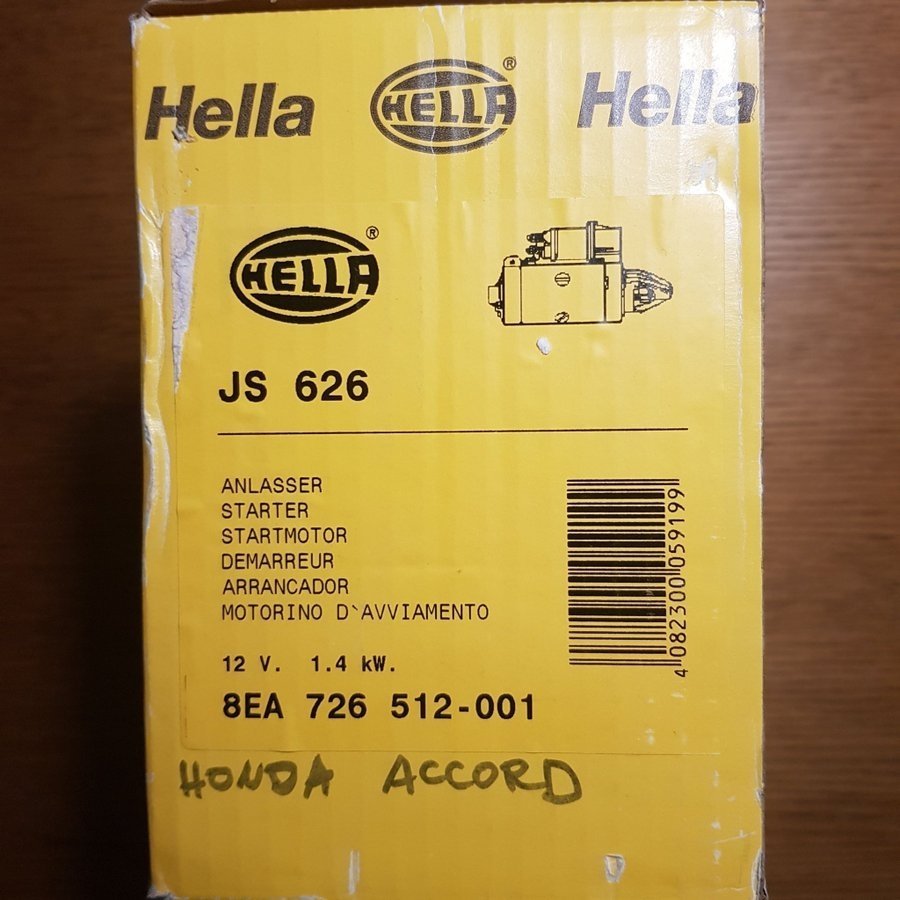 Hella HELLA® Hella
HELLA®
JS 626
ANLASSER
STARTER
STARTMOTOR
DEMARREUR
ARRANCADOR
MOTORINO D`AVVIAMENTO
12 V. 1.4 kW.
8EA 726 512-001
4 082300 059199
HONDA ACCORD